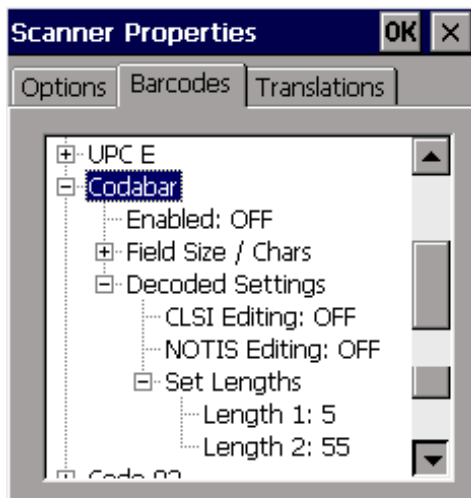 Scanner Properties OK ×
Options Barcodes Translations
UPC E
Codabar
Enabled: OFF
Field Size / Chars
Decoded Settings
CLSI Editing: OFF
NOTIS Editing: OFF
Set Lengths
Length 1: 5
Length 2: 55
Code